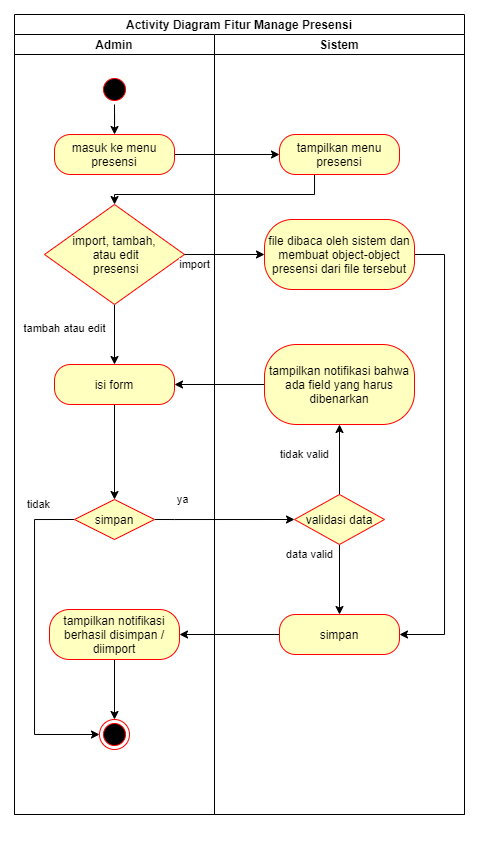 Activity Diagram Fitur Manage Presensi
Admin
Sistem
masuk ke menu
presensi
tampilkan menu
presensi
import, tambah,
atau edit
presensi
import
file dibaca oleh sistem dan
membuat object-object
presensi dari file tersebut
tambah atau edit
isi form
tampilkan notifikasi bahwa
ada field yang harus
dibenarkan
tidak valid
tidak
simpan
ya
validasi data
data valid
tampilkan notifikasi
berhasil disimpan /
diimport
simpan